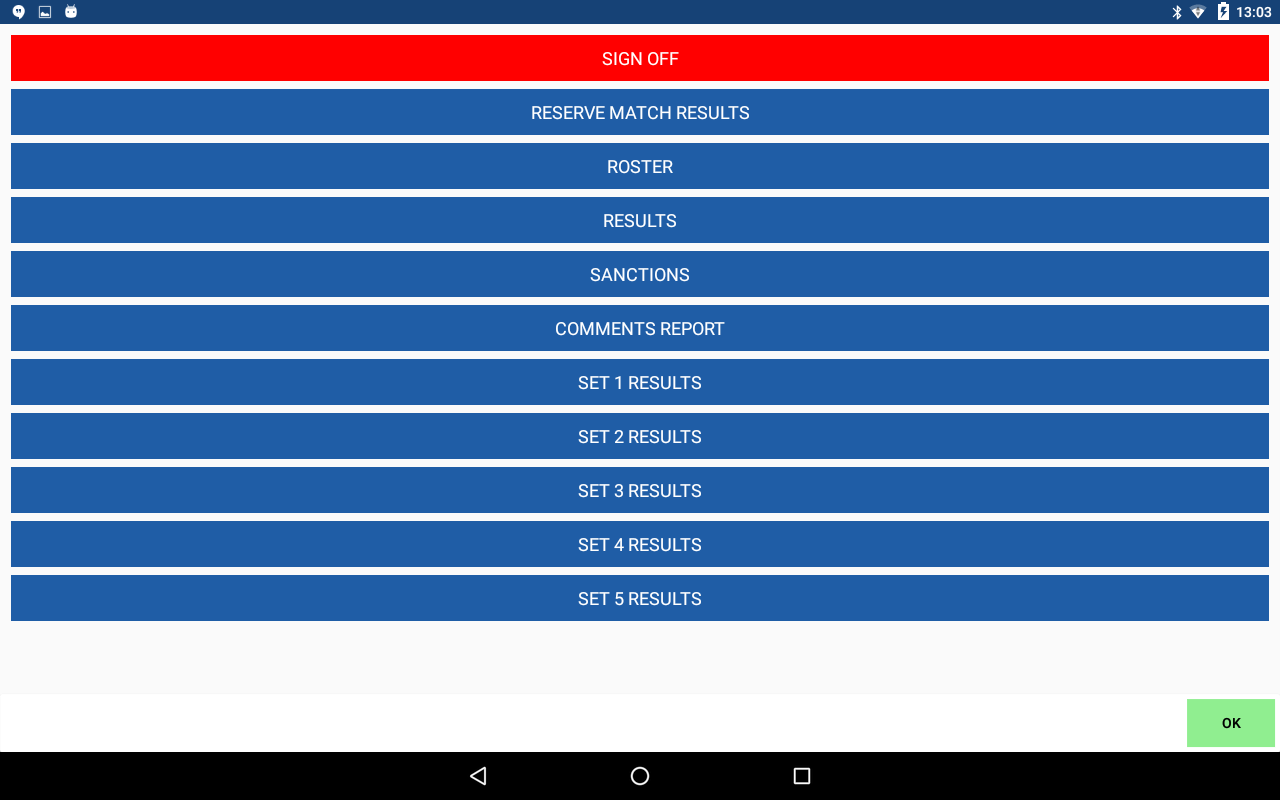 13:03
SIGN OFF
RESERVE MATCH RESULTS
ROSTER
RESULTS
SANCTIONS
COMMENTS REPORT
SET 1 RESULTS
SET 2 RESULTS
SET 3 RESULTS
SET 4 RESULTS
SET 5 RESULTS
OK